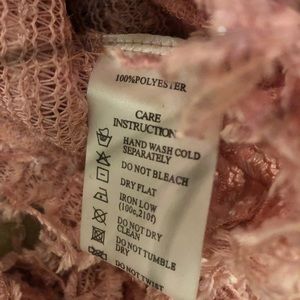 100%POLYESTER
CARE
INSTRUCTION
HAND WASH COLD
SEPARATELY
DO NOT BLEACH
DRY FLAT
IRON LOW
(100c,210f)
DO NOT DRY
CLEAN
DO NOT TUMBLE
DRY
DO NOT TWIST